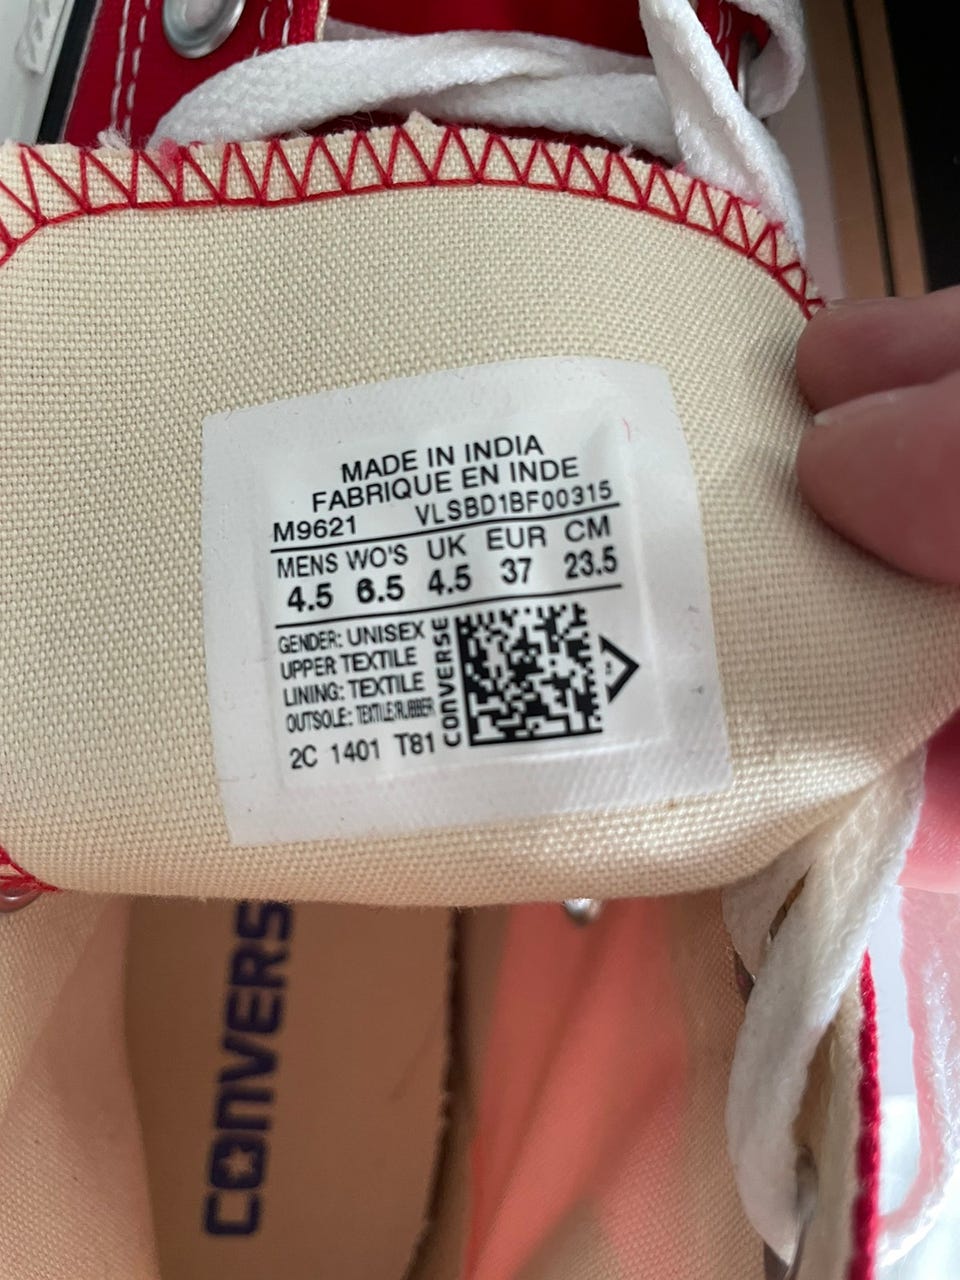 MADE IN INDIA
FABRIQUE EN INDE
M9621 VLSBD1BF00315
MENS WO'S UK EUR CM
4.5 6.5 4.5 37 23.5
GENDER: UNISEX
UPPER TEXTILE
LINING: TEXTILE
OUTSOLE: TEXTILE:RUBBER
2C 1401 T81
CONVERSE
CONVERS